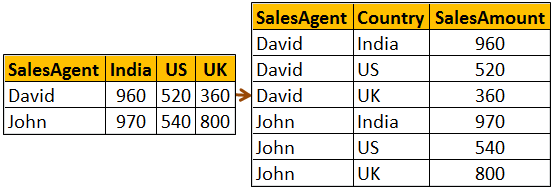 SalesAgent India US UK
David 960 520 360
John 970 540 800
SalesAgent Country SalesAmount
David India 960
David US 520
David UK 360
John India 970
John US 540
John UK 800